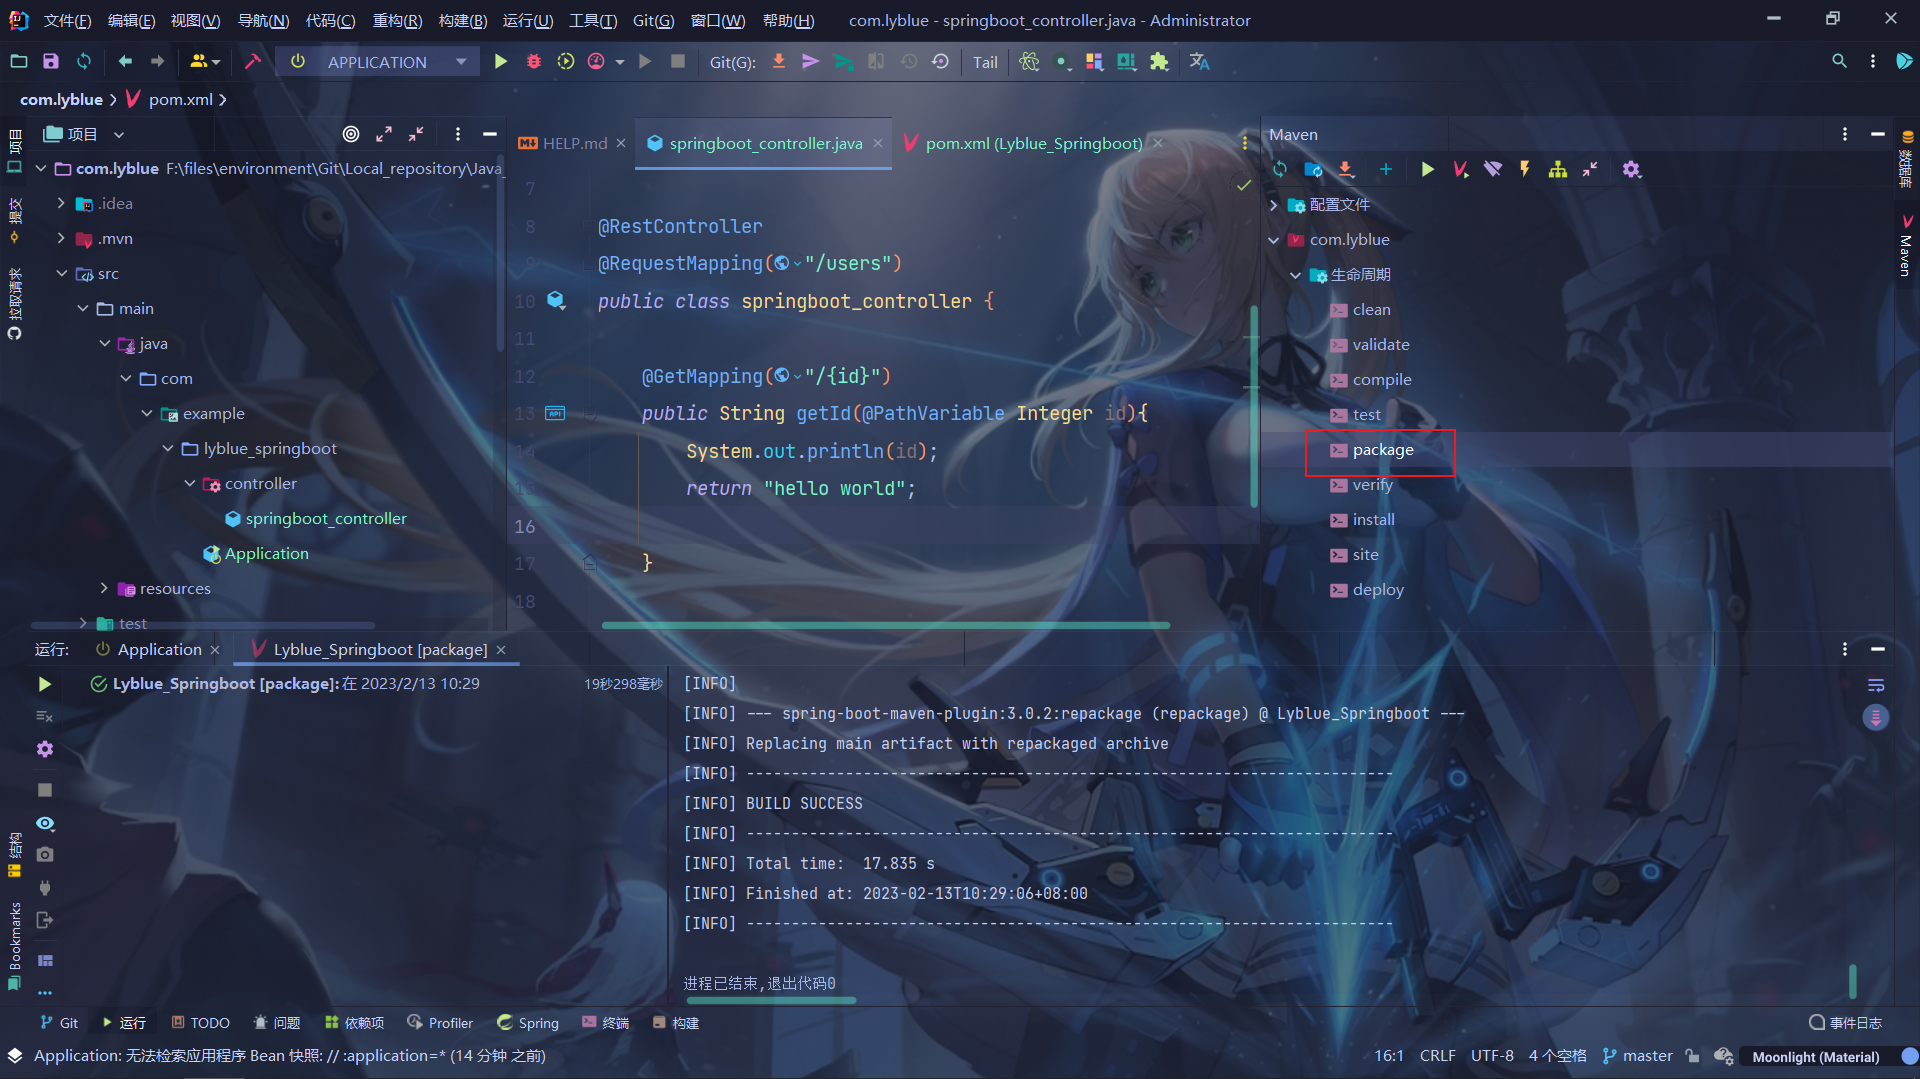 文件(F) 编辑(E) 视图(V) 导航(N) 代码(C) 重构(R) 构建(B) 运行(U) 工具(T) Git(G) 窗口(W) 帮助(H) com.lyblue - springboot_controller.java - Administrator
APPLICATION Git(G): Tail
com.lyblue pom.xml
项目
提交
拉取请求
结构
Bookmarks
项目
com.lyblue F:\files\environment\Git\Local_repository\Java_
.idea
.mvn
src
main
java
com
example
lyblue_springboot
controller
springboot_controller
Application
resources
test
HELP.md springboot_controller.java pom.xml (Lyblue_Springboot)
7
8 @RestController
9 @RequestMapping("/users")
10 public class springboot_controller {
11
12 @GetMapping("/{id}")
13 public String getId(@PathVariable Integer id){
14 System.out.println(id);
15 return "hello world";
16
17 }
18
Maven
配置文件
com.lyblue
生命周期
clean
validate
compile
test
package
verify
install
site
deploy
数据库
Maven
运行: Application Lyblue_Springboot [package]
Lyblue_Springboot [package]: 在 2023/2/13 10:29 19秒298毫秒
[INFO]
[INFO] --- spring-boot-maven-plugin:3.0.2:repackage (repackage) @ Lyblue_Springboot ---
[INFO] Replacing main artifact with repackaged archive
[INFO] ------------------------------------------------------------------------
[INFO] BUILD SUCCESS
[INFO] ------------------------------------------------------------------------
[INFO] Total time:  17.835 s
[INFO] Finished at: 2023-02-13T10:29:06+08:00
[INFO] ------------------------------------------------------------------------
进程已结束,退出代码0
Git 运行 TODO 问题 依赖项 Profiler Spring 终端 构建 事件日志
Application: 无法检索应用程序 Bean 快照: // :application=* (14 分钟 之前) 16:1 CRLF UTF-8 4 个空格 master Moonlight (Material)